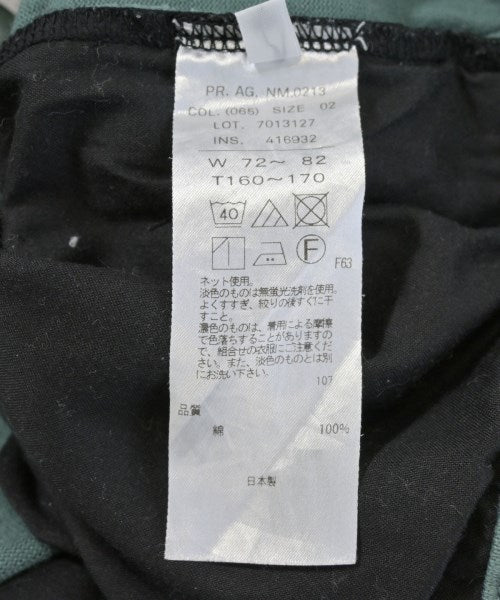 PR. AG. NM-0213
COL. (066) SIZE 02
LOT. 7013127
INS. 416932
W 72～ 82
T160～170
40
F
F63
ネット使用。
淡色のものは無蛍光洗剤を使用。
よくすすぎ、絞りの後すぐに干
すこと。
濃色のものは、着用による摩擦
で色落ちすることがありますの
で、組合せの衣服にご注意くださ
い。また、淡色のものとは別
にお洗い下さい。
107
品質
綿 100%
日本製